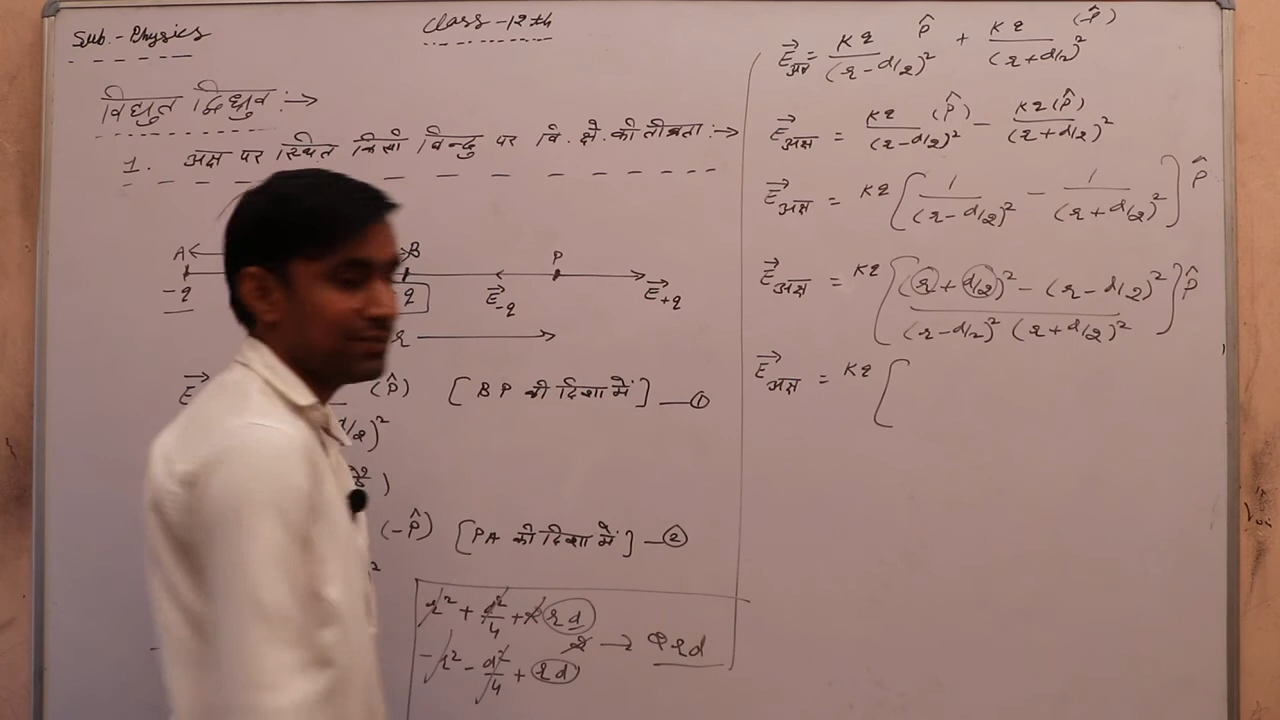 Sub.- Physics
Class-12th
विद्युत द्विध्रुव :→
1. अक्ष पर स्थित किसी बिन्दु पर वि. क्षे. की तीव्रता :→
A B P
-q q E⃗-q E⃗+q
r
E⃗ (P̂) [BP की दिशा में] —①
d/2)²
(-P̂) [PA की दिशा में] —②
r² + d²/4 + rd
-r² - d²/4 + rd → 2rd
E⃗अक्ष = Kq/(r-d/2)² P̂ + Kq/(r+d/2)² (-P̂)
E⃗अक्ष = Kq(P̂)/(r-d/2)² - Kq(P̂)/(r+d/2)²
E⃗अक्ष = Kq [1/(r-d/2)² - 1/(r+d/2)²] P̂
E⃗अक्ष = Kq [((r+d/2)² - (r-d/2)²)/((r-d/2)² (r+d/2)²)] P̂
E⃗अक्ष = Kq [